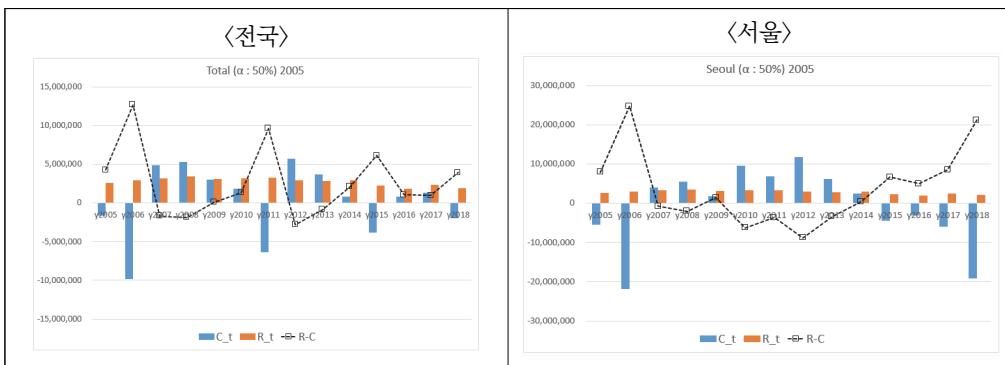 〈전국〉
Total (α : 50%) 2005
15,000,000
10,000,000
5,000,000
0
-5,000,000
-10,000,000
-15,000,000
y2005 y2006 y2007 y2008 y2009 y2010 y2011 y2012 y2013 y2014 y2015 y2016 y2017 y2018
C_t R_t R-C
〈서울〉
Seoul (α : 50%) 2005
30,000,000
20,000,000
10,000,000
0
-10,000,000
-20,000,000
-30,000,000
y2005 y2006 y2007 y2008 y2009 y2010 y2011 y2012 y2013 y2014 y2015 y2016 y2017 y2018
C_t R_t R-C